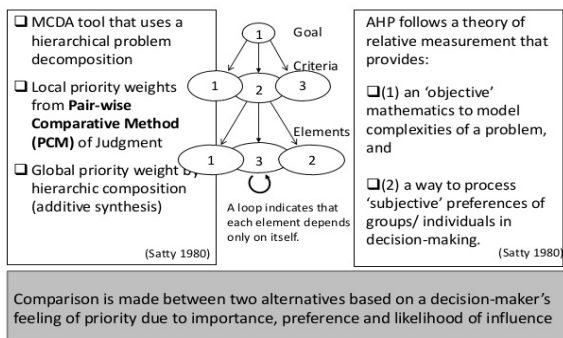 ❑ MCDA tool that uses a
hierarchical problem
decomposition
❑ Local priority weights
from Pair-wise
Comparative Method
(PCM) of Judgment
❑ Global priority weight by
hierarchic composition
(additive synthesis)
(Satty 1980)
1
Goal
Criteria
1
2
3
Elements
1
3
2
A loop indicates that
each element depends
only on itself.
AHP follows a theory of
relative measurement that
provides:
❑(1) an ‘objective’
mathematics to model
complexities of a problem,
and
❑(2) a way to process
‘subjective’ preferences of
groups/ individuals in
decision-making.
(Satty 1980)
Comparison is made between two alternatives based on a decision-maker’s
feeling of priority due to importance, preference and likelihood of influence